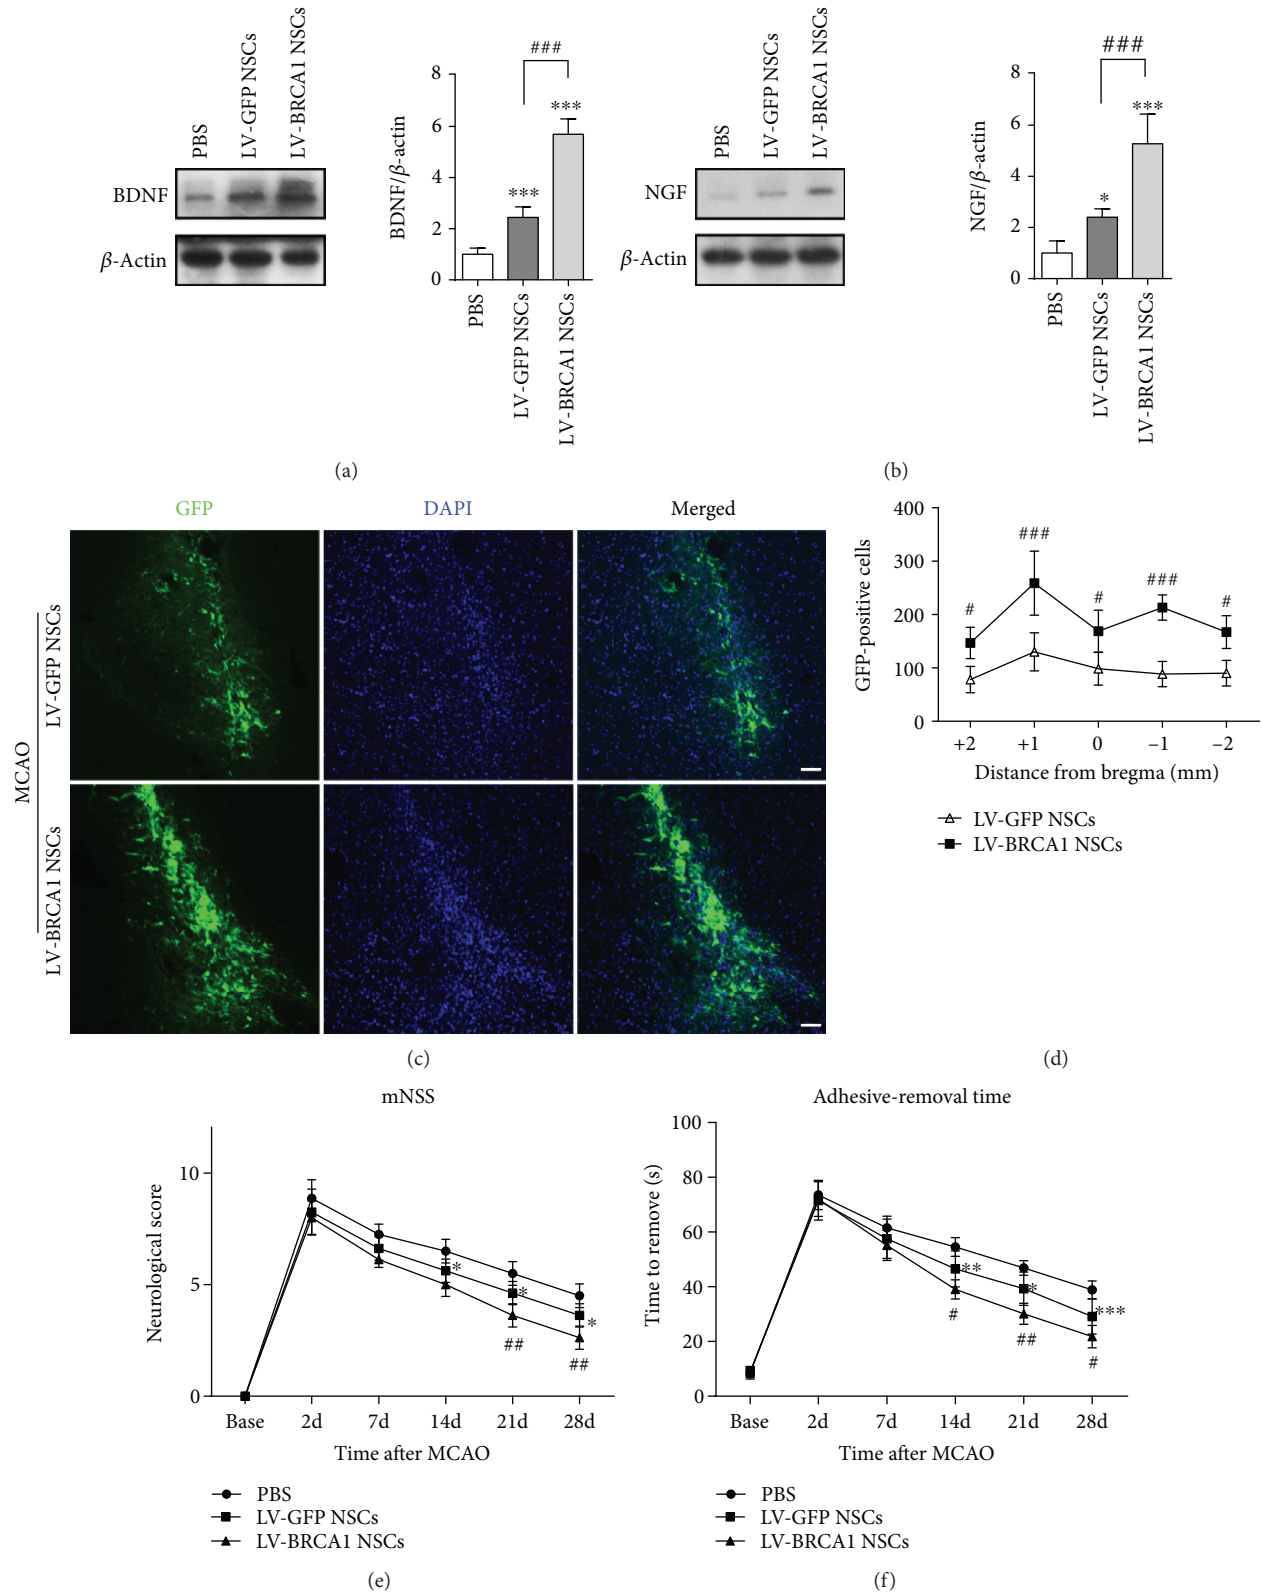 PBS
LV-GFP NSCs
LV-BRCA1 NSCs
BDNF
β-Actin
BDNF/β-actin
8
6
4
2
0
###
***
***
PBS
LV-GFP NSCs
LV-BRCA1 NSCs
(a)
PBS
LV-GFP NSCs
LV-BRCA1 NSCs
NGF
β-Actin
NGF/β-actin
8
6
4
2
0
###
***
*
PBS
LV-GFP NSCs
LV-BRCA1 NSCs
(b)
GFP
DAPI
Merged
MCAO
LV-GFP NSCs
LV-BRCA1 NSCs
(c)
GFP-positive cells
400
300
200
100
0
#
###
#
###
#
+2
+1
0
−1
−2
Distance from bregma (mm)
LV-GFP NSCs
LV-BRCA1 NSCs
(d)
mNSS
Neurological score
10
5
0
*
*
*
##
##
Base
2d
7d
14d
21d
28d
Time after MCAO
PBS
LV-GFP NSCs
LV-BRCA1 NSCs
(e)
Adhesive-removal time
Time to remove (s)
100
80
60
40
20
0
**
*
***
#
##
#
Base
2d
7d
14d
21d
28d
Time after MCAO
PBS
LV-GFP NSCs
LV-BRCA1 NSCs
(f)